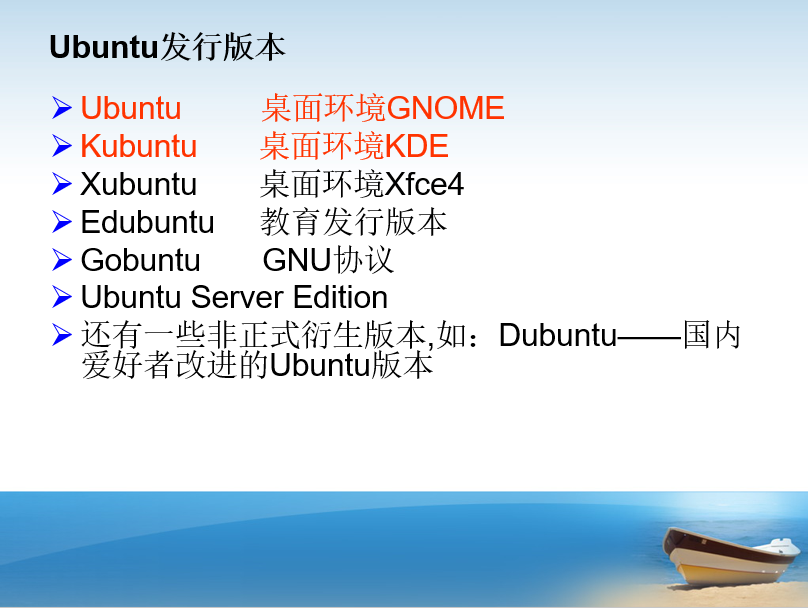 Ubuntu发行版本
Ubuntu 桌面环境GNOME
Kubuntu 桌面环境KDE
Xubuntu 桌面环境Xfce4
Edubuntu 教育发行版本
Gobuntu GNU协议
Ubuntu Server Edition
还有一些非正式衍生版本,如：Dubuntu——国内
爱好者改进的Ubuntu版本